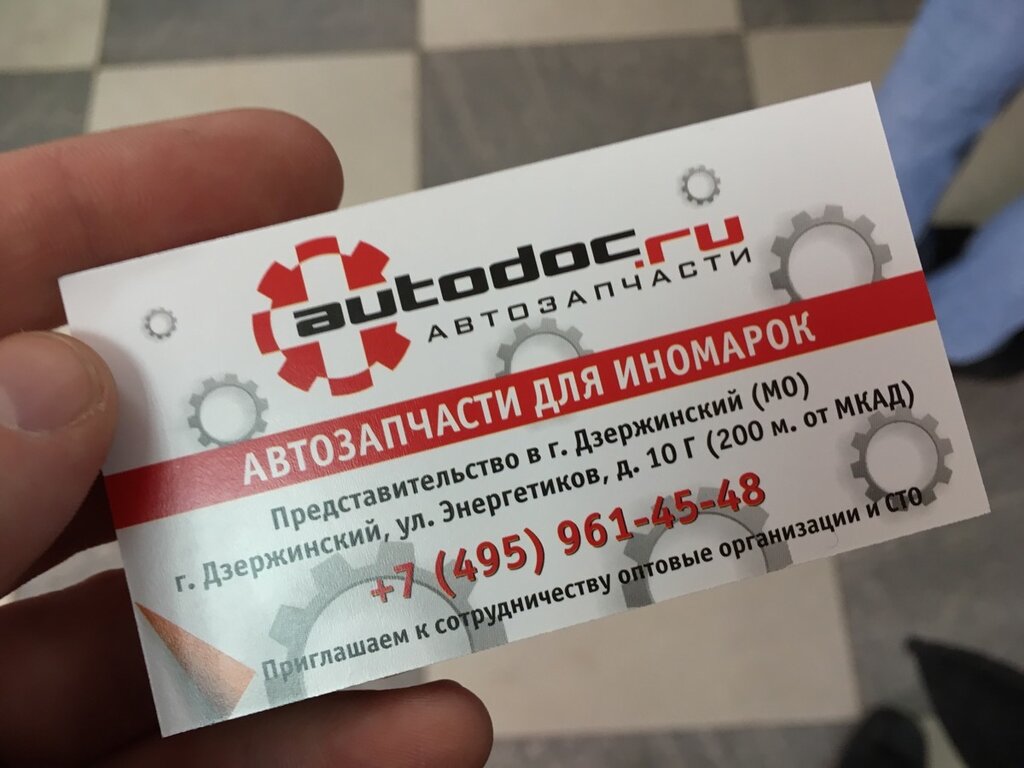 autodoc.ru
АВТОЗАПЧАСТИ
АВТОЗАПЧАСТИ ДЛЯ ИНОМАРОК
Представительство в г. Дзержинский (МО)
г. Дзержинский, ул. Энергетиков, д. 10 Г (200 м. от МКАД)
+7 (495) 961-45-48
Приглашаем к сотрудничеству оптовые организации и СТО